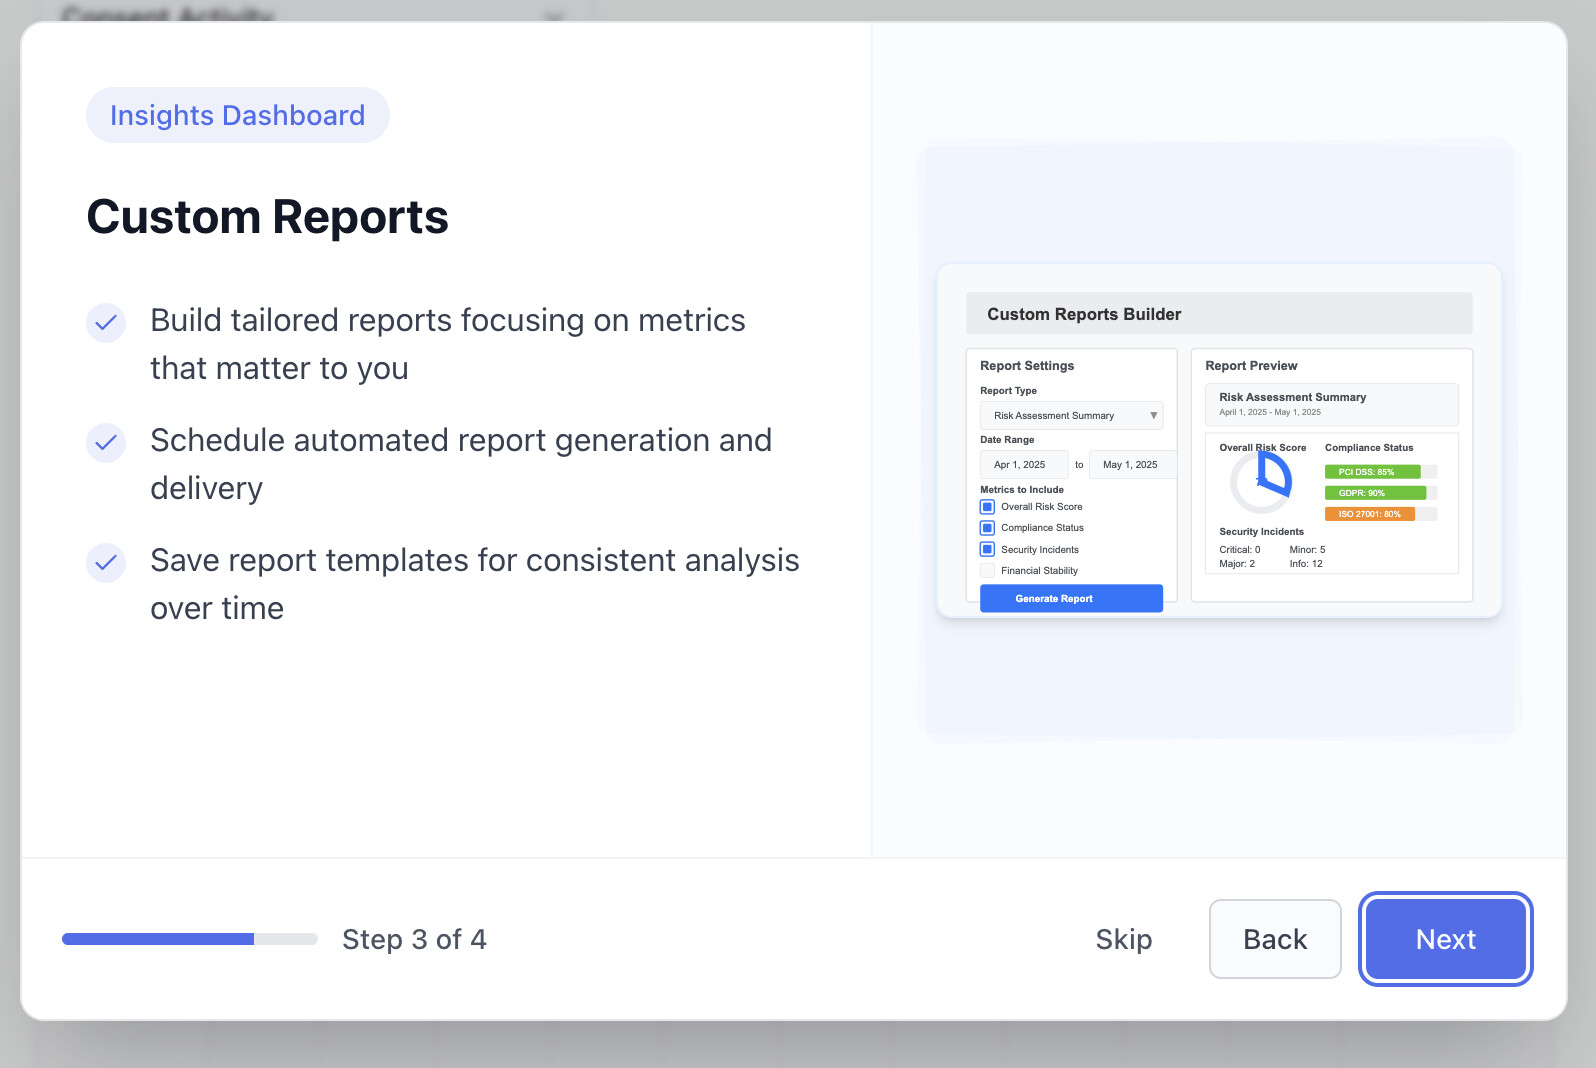 Consent Activity
Insights Dashboard
Custom Reports
Build tailored reports focusing on metrics
that matter to you
Schedule automated report generation and
delivery
Save report templates for consistent analysis
over time
Custom Reports Builder
Report Settings
Report Type
Risk Assessment Summary
Date Range
Apr 1, 2025 to May 1, 2025
Metrics to Include
Overall Risk Score
Compliance Status
Security Incidents
Financial Stability
Generate Report
Report Preview
Risk Assessment Summary
April 1, 2025 - May 1, 2025
Overall Risk Score
Compliance Status
PCI DSS: 85%
GDPR: 90%
ISO 27001: 80%
Security Incidents
Critical: 0 Minor: 5
Major: 2 Info: 12
Step 3 of 4
Skip
Back
Next